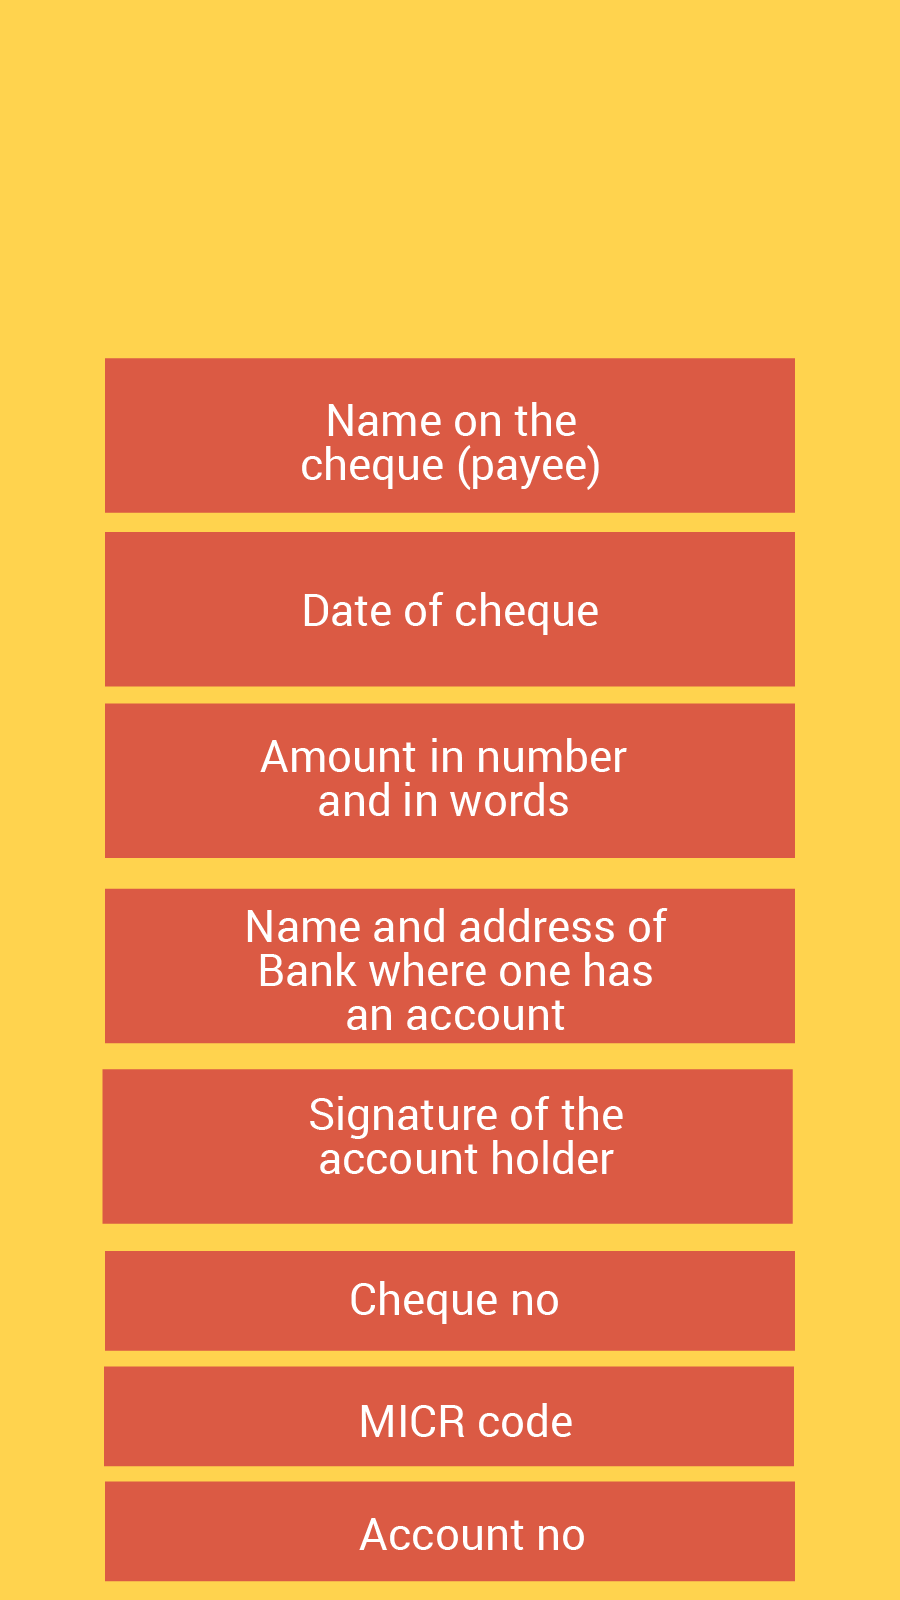 Name on the
cheque (payee)
Date of cheque
Amount in number
and in words
Name and address of
Bank where one has
an account
Signature of the
account holder
Cheque no
MICR code
Account no